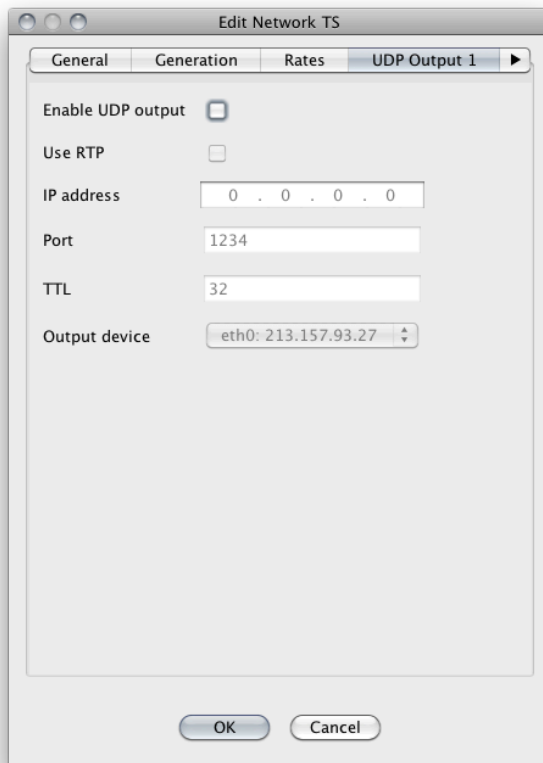 Edit Network TS
General Generation Rates UDP Output 1
Enable UDP output
Use RTP
IP address 0 . 0 . 0 . 0
Port 1234
TTL 32
Output device eth0: 213.157.93.27
OK Cancel